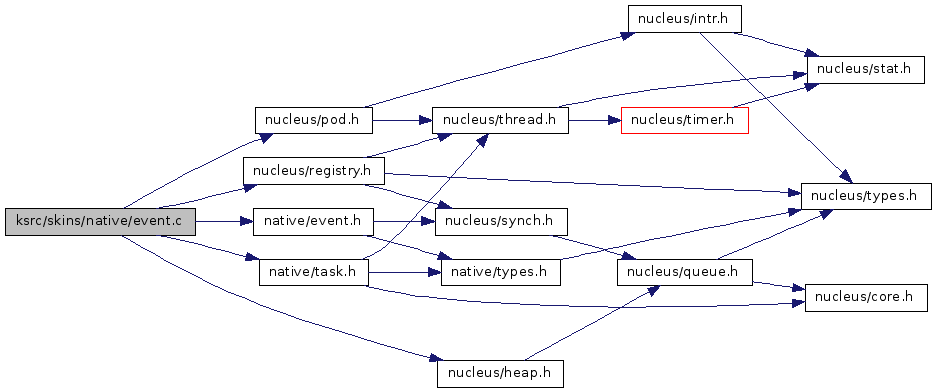 nucleus/intr.h
nucleus/stat.h
nucleus/pod.h
nucleus/thread.h
nucleus/timer.h
nucleus/registry.h
nucleus/types.h
ksrc/skins/native/event.c
native/event.h
nucleus/synch.h
native/task.h
native/types.h
nucleus/queue.h
nucleus/core.h
nucleus/heap.h